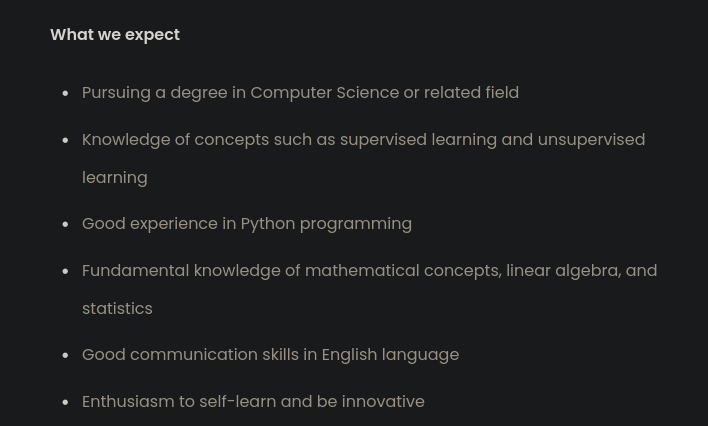 What we expect
• Pursuing a degree in Computer Science or related field
• Knowledge of concepts such as supervised learning and unsupervised
learning
• Good experience in Python programming
• Fundamental knowledge of mathematical concepts, linear algebra, and
statistics
• Good communication skills in English language
• Enthusiasm to self-learn and be innovative